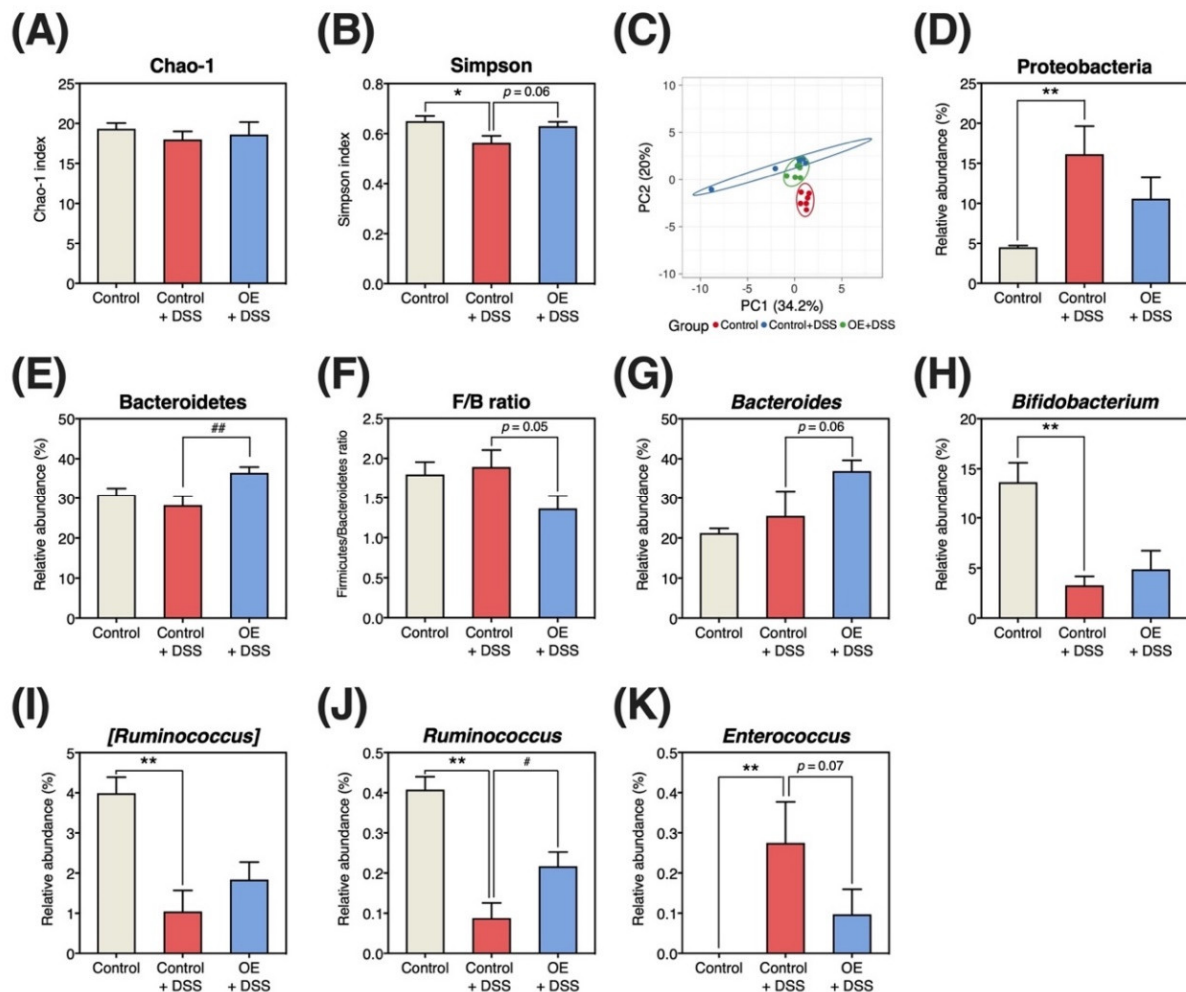 (A)
Chao-1
Chao-1 index
25
20
15
10
5
0
Control
Control
+ DSS
OE
+ DSS
(B)
Simpson
Simpson index
0.8
0.6
0.4
0.2
0.0
*
p = 0.06
Control
Control
+ DSS
OE
+ DSS
(C)
PC2 (20%)
10
5
0
-5
-10
-10
-5
0
5
PC1 (34.2%)
Group Control Control+DSS OE+DSS
(D)
Proteobacteria
Relative abundance (%)
25
20
15
10
5
0
**
Control
Control
+ DSS
OE
+ DSS
(E)
Bacteroidetes
Relative abundance (%)
50
40
30
20
10
0
##
Control
Control
+ DSS
OE
+ DSS
(F)
F/B ratio
Firmicutes/Bacteroidetes ratio
2.5
2.0
1.5
1.0
0.5
0.0
p = 0.05
Control
Control
+ DSS
OE
+ DSS
(G)
Bacteroides
Relative abundance (%)
50
40
30
20
10
0
p = 0.06
Control
Control
+ DSS
OE
+ DSS
(H)
Bifidobacterium
Relative abundance (%)
20
15
10
5
0
**
Control
Control
+ DSS
OE
+ DSS
(I)
[Ruminococcus]
Relative abundance (%)
5
4
3
2
1
0
**
Control
Control
+ DSS
OE
+ DSS
(J)
Ruminococcus
Relative abundance (%)
0.5
0.4
0.3
0.2
0.1
0.0
**
#
Control
Control
+ DSS
OE
+ DSS
(K)
Enterococcus
Relative abundance (%)
0.5
0.4
0.3
0.2
0.1
0.0
**
p = 0.07
Control
Control
+ DSS
OE
+ DSS